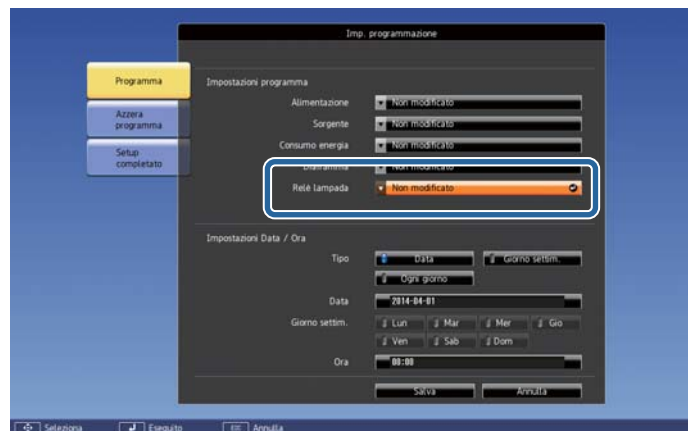 Imp. programmazione
Programma
Azzera
programma
Setup
completato
Impostazioni programma
Alimentazione Non modificato
Sorgente Non modificato
Consumo energia Non modificato
Diaframma Non modificato
Relè lampada Non modificato
Impostazioni Data / Ora
Tipo Data Giorno settim.
Ogni giorno
Data 2014-04-01
Giorno settim. Lun Mar Mer Gio
Ven Sab Dom
Ora 00:00
Salva Annulla
Seleziona Eseguito Annulla